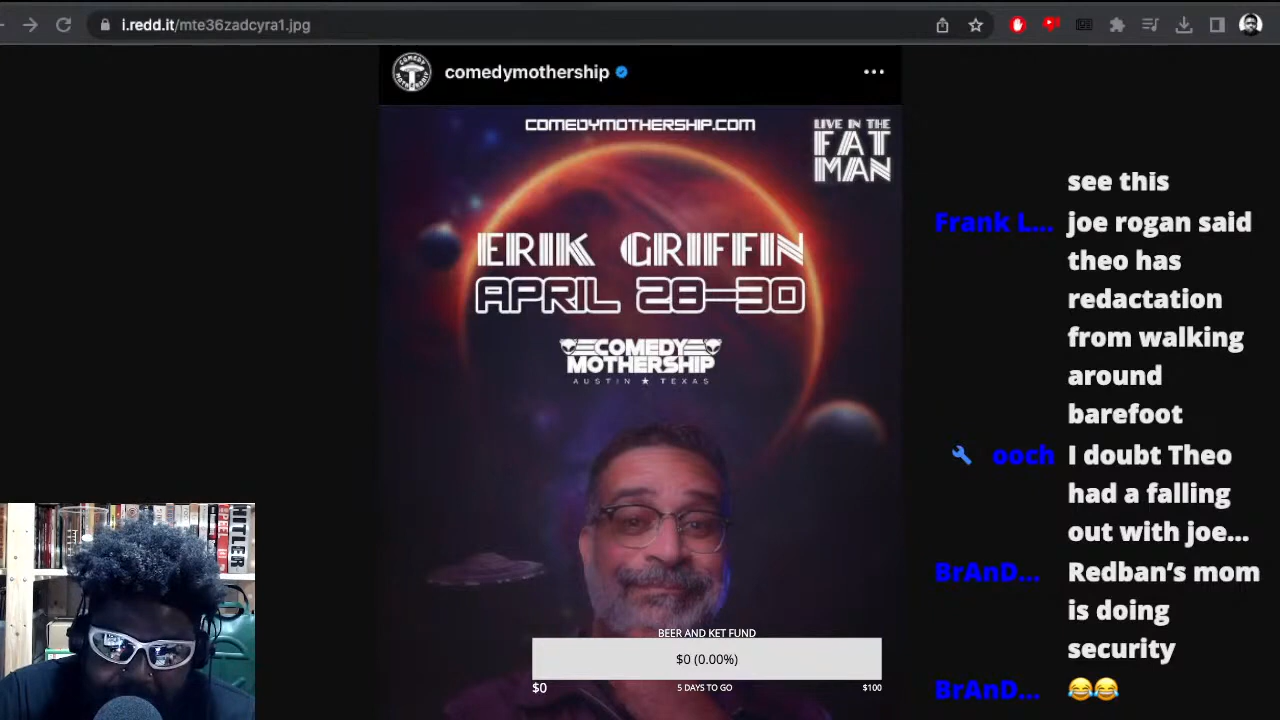 i.redd.it/mte36zadcyra1.jpg
comedymothership
COMEDYMOTHERSHIP.COM
LIVE IN THE
FAT
MAN
ERIK GRIFFIN
APRIL 28-30
COMEDY
MOTHERSHIP
AUSTIN ★ TEXAS
see this
Frank L... joe rogan said
theo has
redactation
from walking
around
barefoot
ooch I doubt Theo
had a falling
out with joe...
BrAnD... Redban's mom
is doing
security
BrAnD... 😂😂
HITLER
BEER AND KET FUND
$0 (0.00%)
$0 5 DAYS TO GO $100